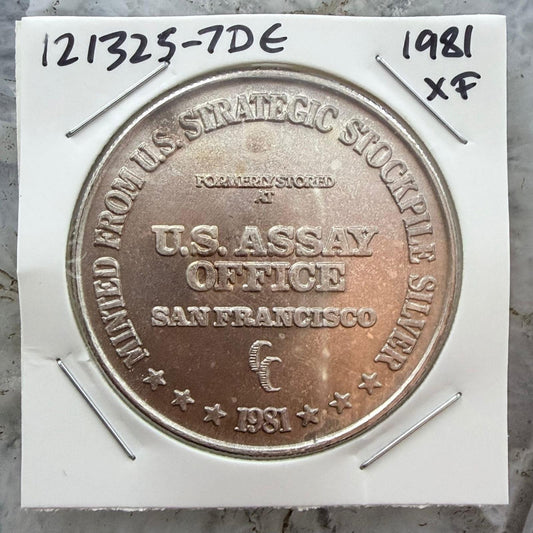 121325-7DE
1981
XF
MINTED FROM U.S. STRATEGIC STOCKPILE SILVER
FORMERLY STORED
AT
U.S. ASSAY
OFFICE
SAN FRANCISCO
1981